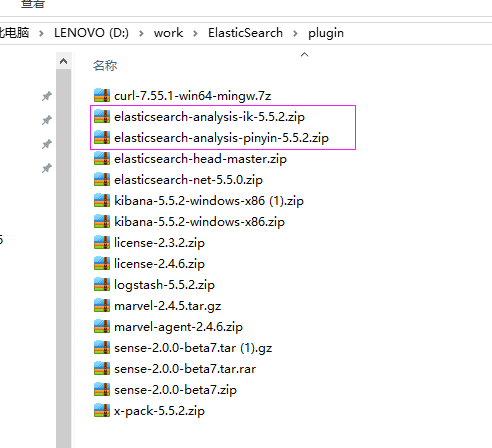 查看
比电脑 > LENOVO (D:) > work > ElasticSearch > plugin
名称
curl-7.55.1-win64-mingw.7z
elasticsearch-analysis-ik-5.5.2.zip
elasticsearch-analysis-pinyin-5.5.2.zip
elasticsearch-head-master.zip
elasticsearch-net-5.5.0.zip
kibana-5.5.2-windows-x86 (1).zip
kibana-5.5.2-windows-x86.zip
license-2.3.2.zip
license-2.4.6.zip
logstash-5.5.2.zip
marvel-2.4.5.tar.gz
marvel-agent-2.4.6.zip
sense-2.0.0-beta7.tar (1).gz
sense-2.0.0-beta7.tar.rar
sense-2.0.0-beta7.zip
x-pack-5.5.2.zip